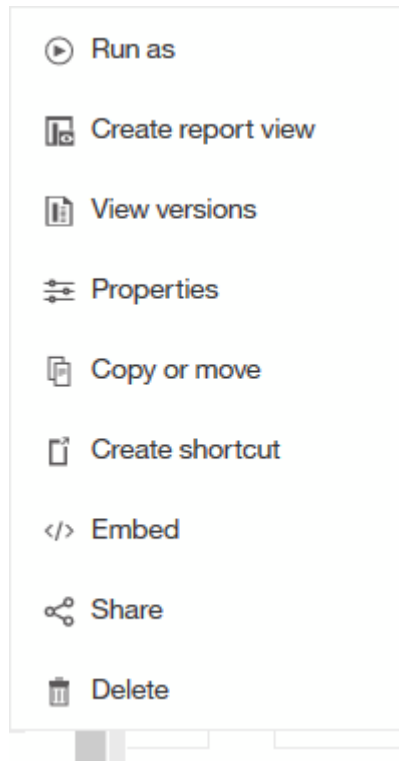 Run as
Create report view
View versions
Properties
Copy or move
Create shortcut
Embed
Share
Delete